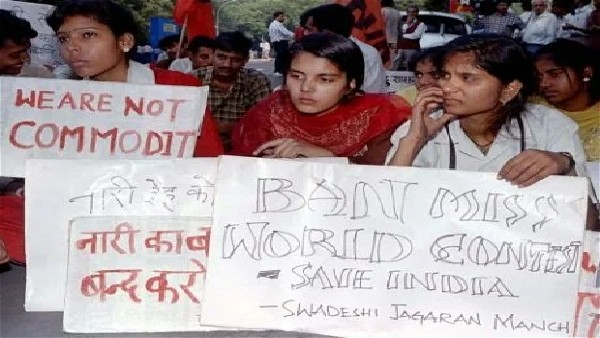 WE ARE NOT
COMMODIT
नारी देह को
नारी का ब
बन्द करो
BAN MISS
WORLD CONTEST
- SAVE INDIA
- SWADESHI JAGARAN MANCH